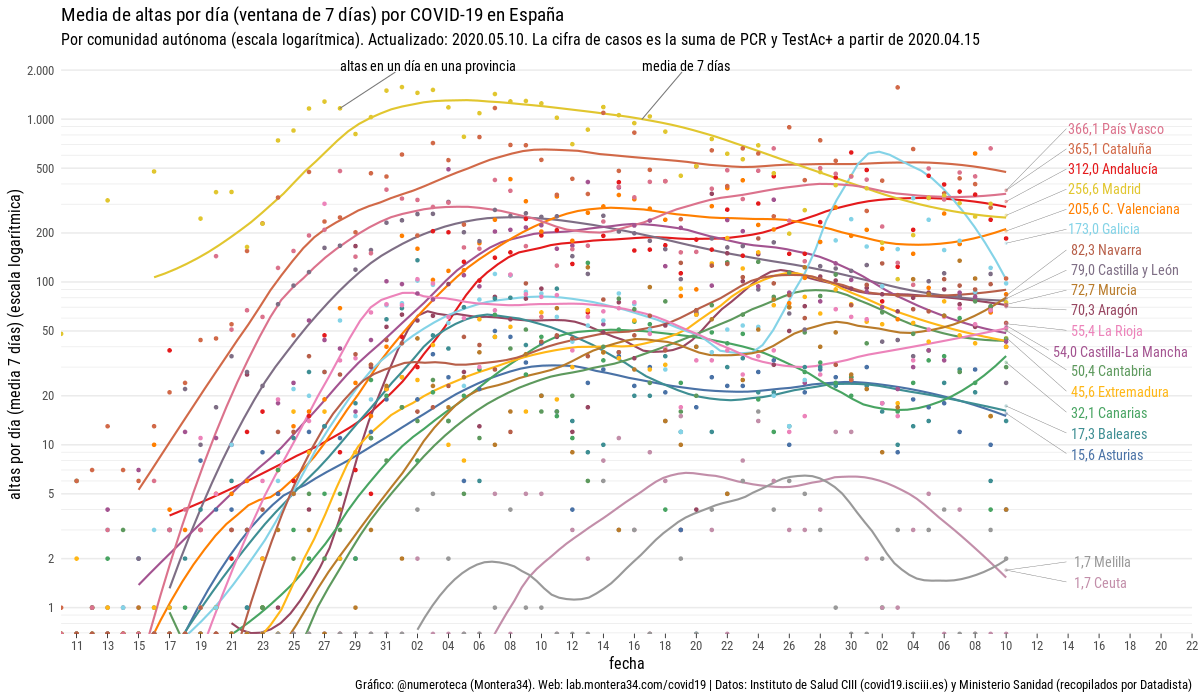 Media de altas por día (ventana de 7 días) por COVID-19 en España
Por comunidad autónoma (escala logarítmica). Actualizado: 2020.05.10. La cifra de casos es la suma de PCR y TestAc+ a partir de 2020.04.15
altas en un día en una provincia
media de 7 días
altas por día (media 7 días) (escala logarítmica)
2.000
1.000
500
200
100
50
20
10
5
2
1
366,1 País Vasco
365,1 Cataluña
312,0 Andalucía
256,6 Madrid
205,6 C. Valenciana
173,0 Galicia
82,3 Navarra
79,0 Castilla y León
72,7 Murcia
70,3 Aragón
55,4 La Rioja
54,0 Castilla-La Mancha
50,4 Cantabria
45,6 Extremadura
32,1 Canarias
17,3 Baleares
15,6 Asturias
1,7 Melilla
1,7 Ceuta
11 13 15 17 19 21 23 25 27 29 31 02 04 06 08 10 12 14 16 18 20 22 24 26 28 30 02 04 06 08 10 12 14 16 18 20 22
fecha
Gráfico: @numeroteca (Montera34). Web: lab.montera34.com/covid19 | Datos: Instituto de Salud CIII (covid19.isciii.es) y Ministerio Sanidad (recopilados por Datadista)